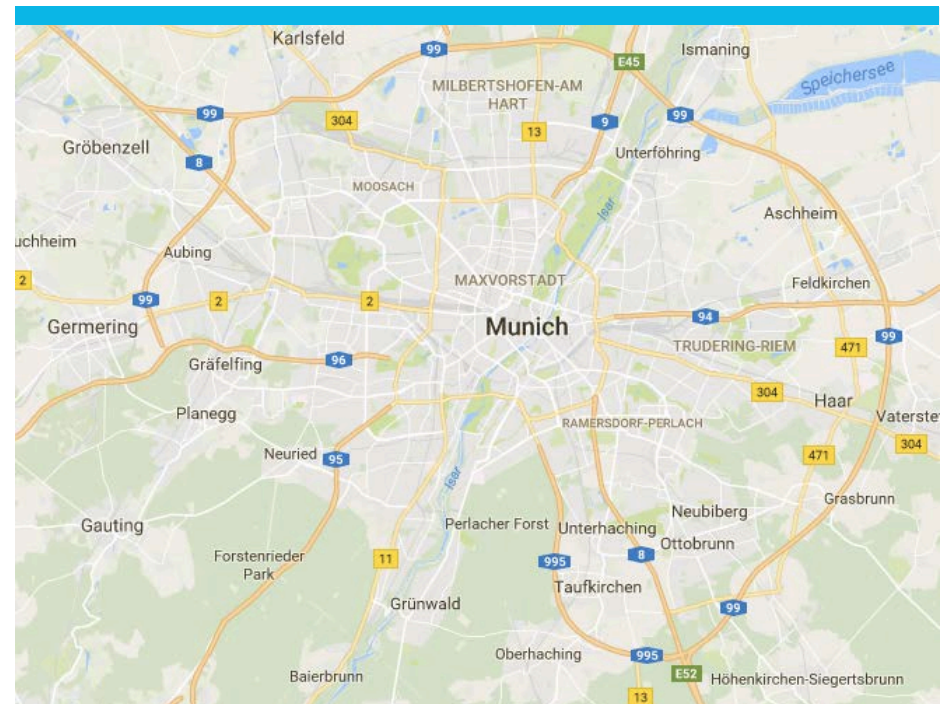 Karlsfeld
99
Ismaning
E45
MILBERTSHOFEN-AM
HART
Speichersee
99
304
13
9
99
Gröbenzell
8
Unterföhring
MOOSACH
Isar
Aschheim
uchheim
Aubing
2
MAXVORSTADT
Feldkirchen
99
2
2
Germering
Munich
94
99
TRUDERING-RIEM
471
Gräfelfing
96
304
Haar
Planegg
Vaterste
RAMERSDORF-PERLACH
304
Neuried
95
471
Isar
Grasbrunn
Gauting
Perlacher Forst
Unterhaching
Neubiberg
Ottobrunn
Forstenrieder
Park
11
995
8
Taufkirchen
Grünwald
99
Oberhaching
995
Baierbrunn
E52
Höhenkirchen-Siegertsbrunn
13